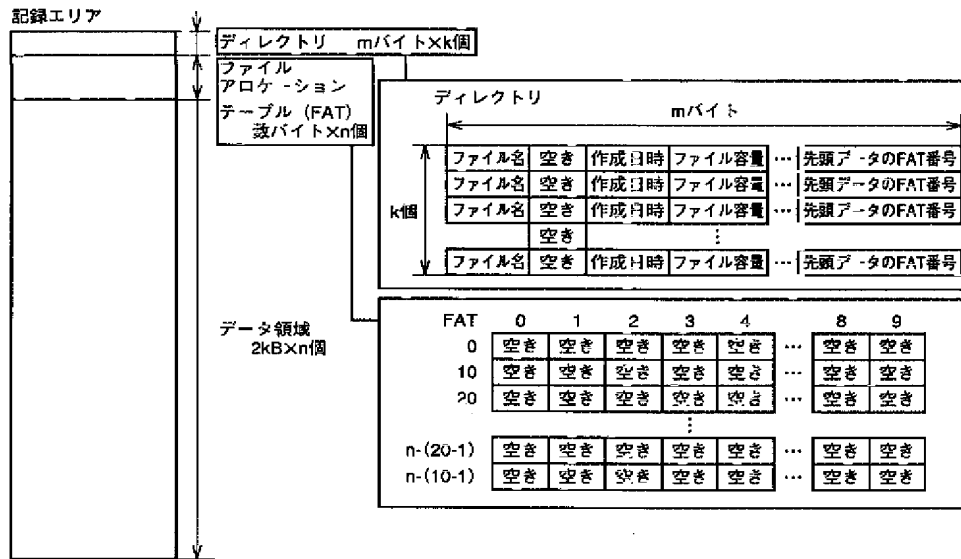 記録エリア
ディレクトリ mバイト×k個
ファイル
アロケーション
テーブル (FAT)
数バイト×n個
ディレクトリ
mバイト
ファイル名 空き 作成日時 ファイル容量 … 先頭データのFAT番号
ファイル名 空き 作成日時 ファイル容量 … 先頭データのFAT番号
k個 ファイル名 空き 作成日時 ファイル容量 … 先頭データのFAT番号
空き ⋮
ファイル名 空き 作成日時 ファイル容量 … 先頭データのFAT番号
データ領域
2kB×n個
FAT 0 1 2 3 4 8 9
0 空き 空き 空き 空き 空き … 空き 空き
10 空き 空き 空き 空き 空き … 空き 空き
20 空き 空き 空き 空き 空き … 空き 空き
⋮
n-(20-1) 空き 空き 空き 空き 空き … 空き 空き
n-(10-1) 空き 空き 空き 空き 空き … 空き 空き